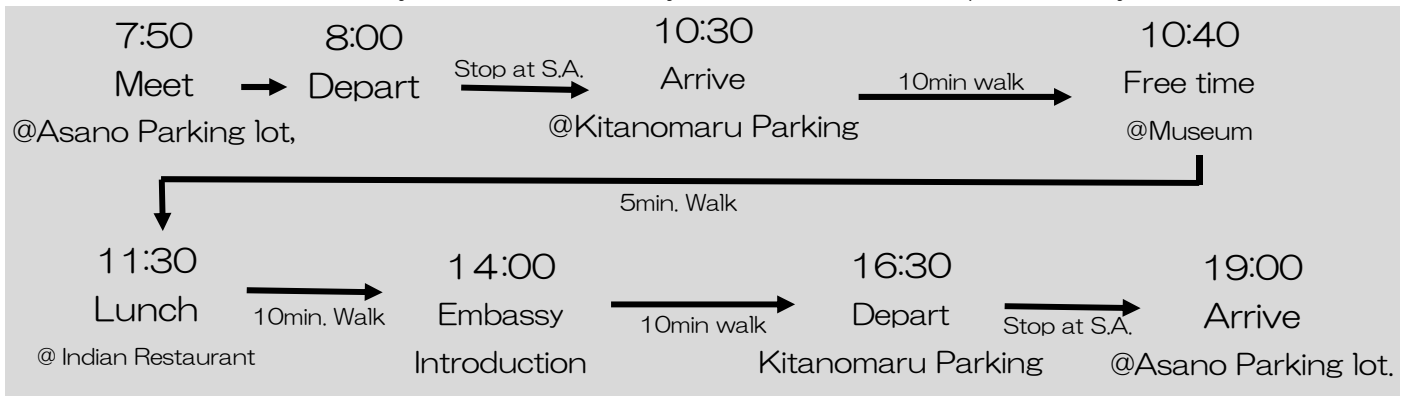 7:50
Meet
@Asano Parking lot,
8:00
Depart
Stop at S.A.
10:30
Arrive
@Kitanomaru Parking
10min walk
10:40
Free time
@Museum
5min. Walk
11:30
Lunch
@ Indian Restaurant
10min. Walk
14:00
Embassy
Introduction
10min walk
16:30
Depart
Kitanomaru Parking
Stop at S.A.
19:00
Arrive
@Asano Parking lot.